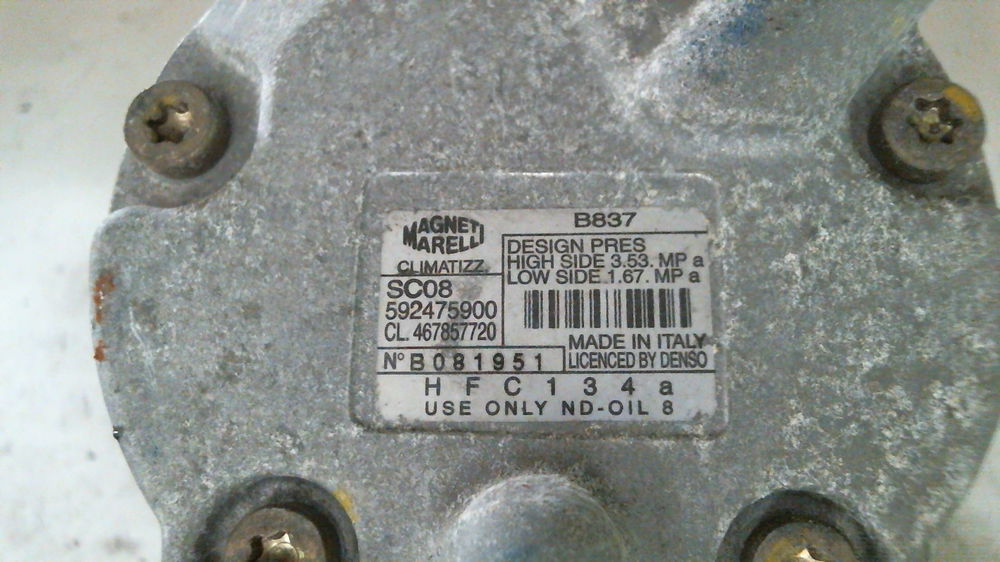 MAGNETI
MARELLI
CLIMATIZZ.
B837
DESIGN PRES
HIGH SIDE 3.53. MP a
LOW SIDE 1.67. MP a
SC08
592475900
CL. 467857720
MADE IN ITALY
LICENCED BY DENSO
N° B 081951
HFC134a
USE ONLY ND-OIL 8